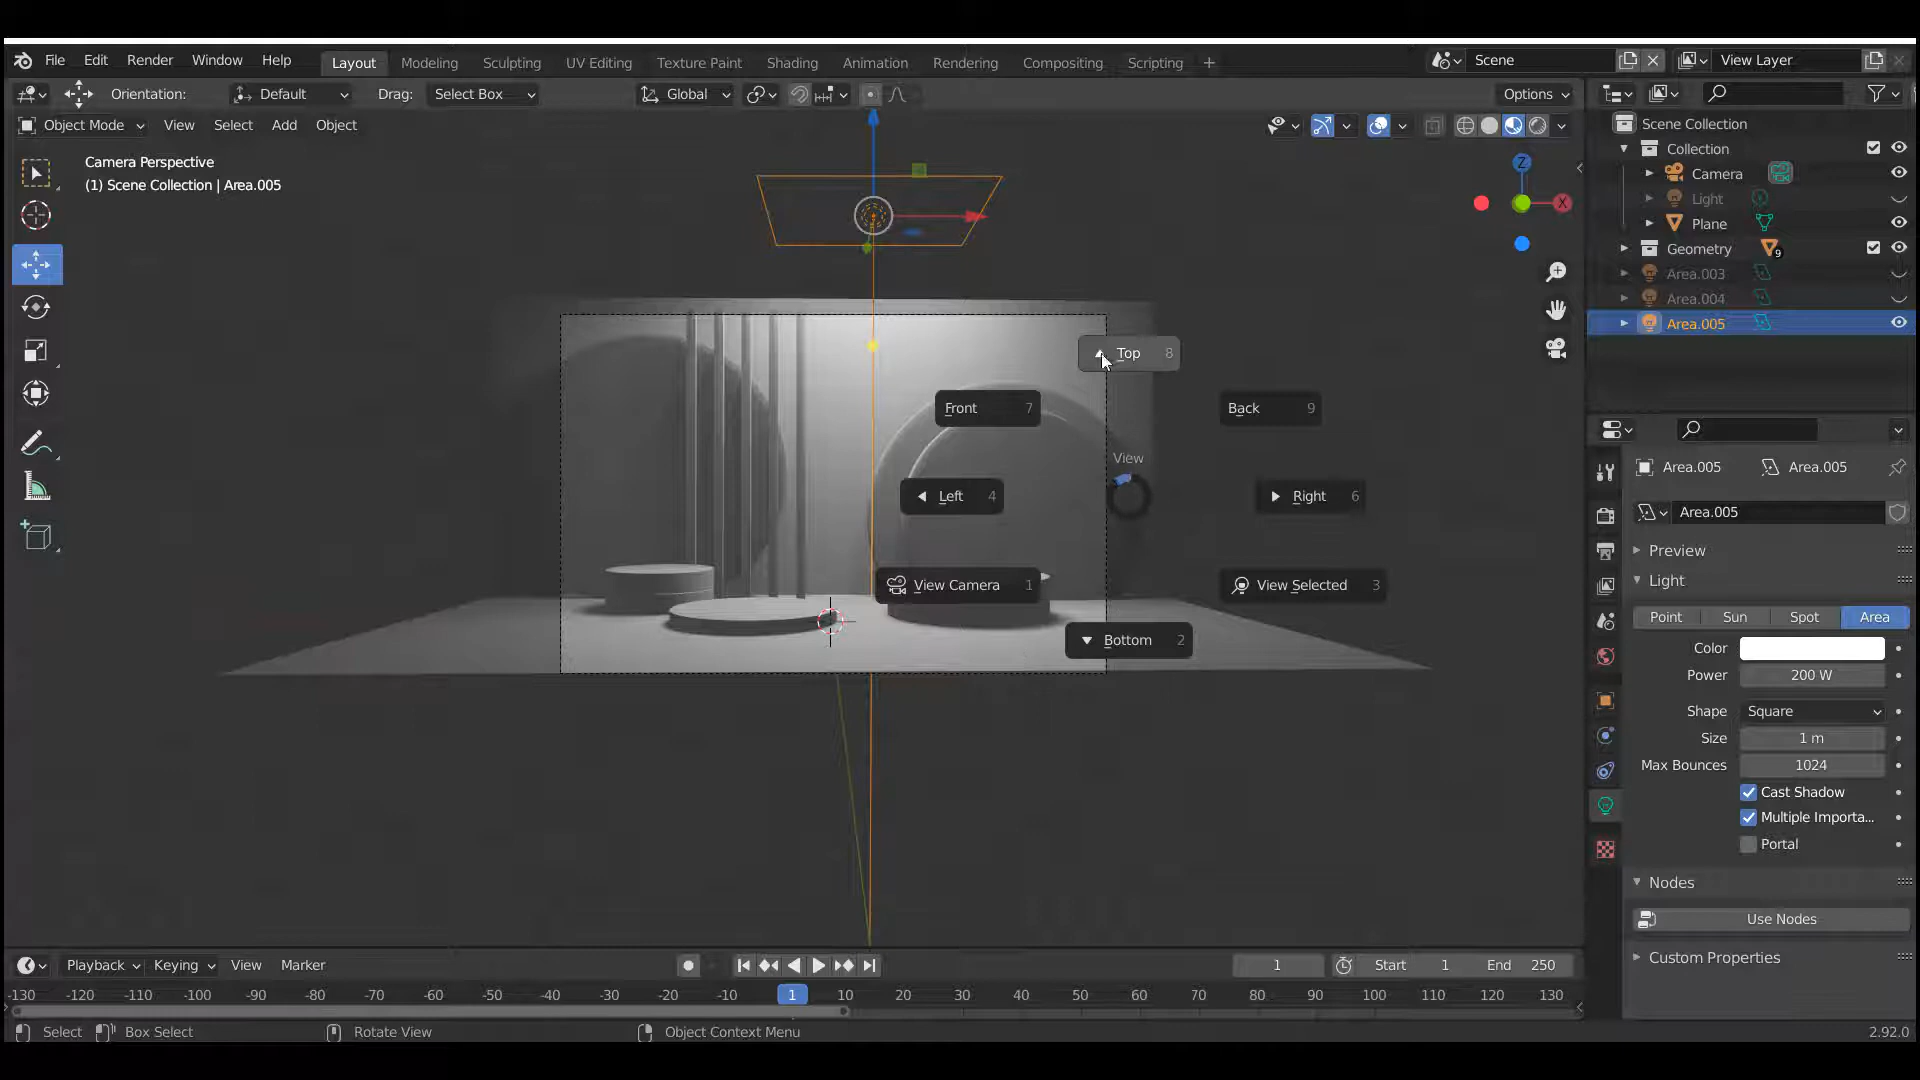 File Edit Render Window Help Layout Modeling Sculpting UV Editing Texture Paint Shading Animation Rendering Compositing Scripting + Scene View Layer
Orientation: Default Drag: Select Box Global Options
Object Mode View Select Add Object
Camera Perspective
(1) Scene Collection | Area.005
Z
X
Top 8
Front 7
Back 9
View
Left 4
Right 6
View Camera 1
View Selected 3
Bottom 2
Scene Collection
Collection
Camera
Light
Plane
Geometry 9
Area.003
Area.004
Area.005
Area.005 Area.005
Area.005
Preview
Light
Point Sun Spot Area
Color
Power 200 W
Shape Square
Size 1 m
Max Bounces 1024
Cast Shadow
Multiple Importa...
Portal
Nodes
Use Nodes
Custom Properties
Playback Keying View Marker 1 Start 1 End 250
-130 -120 -110 -100 -90 -80 -70 -60 -50 -40 -30 -20 -10 1 10 20 30 40 50 60 70 80 90 100 110 120 130
Select Box Select Rotate View Object Context Menu 2.92.0